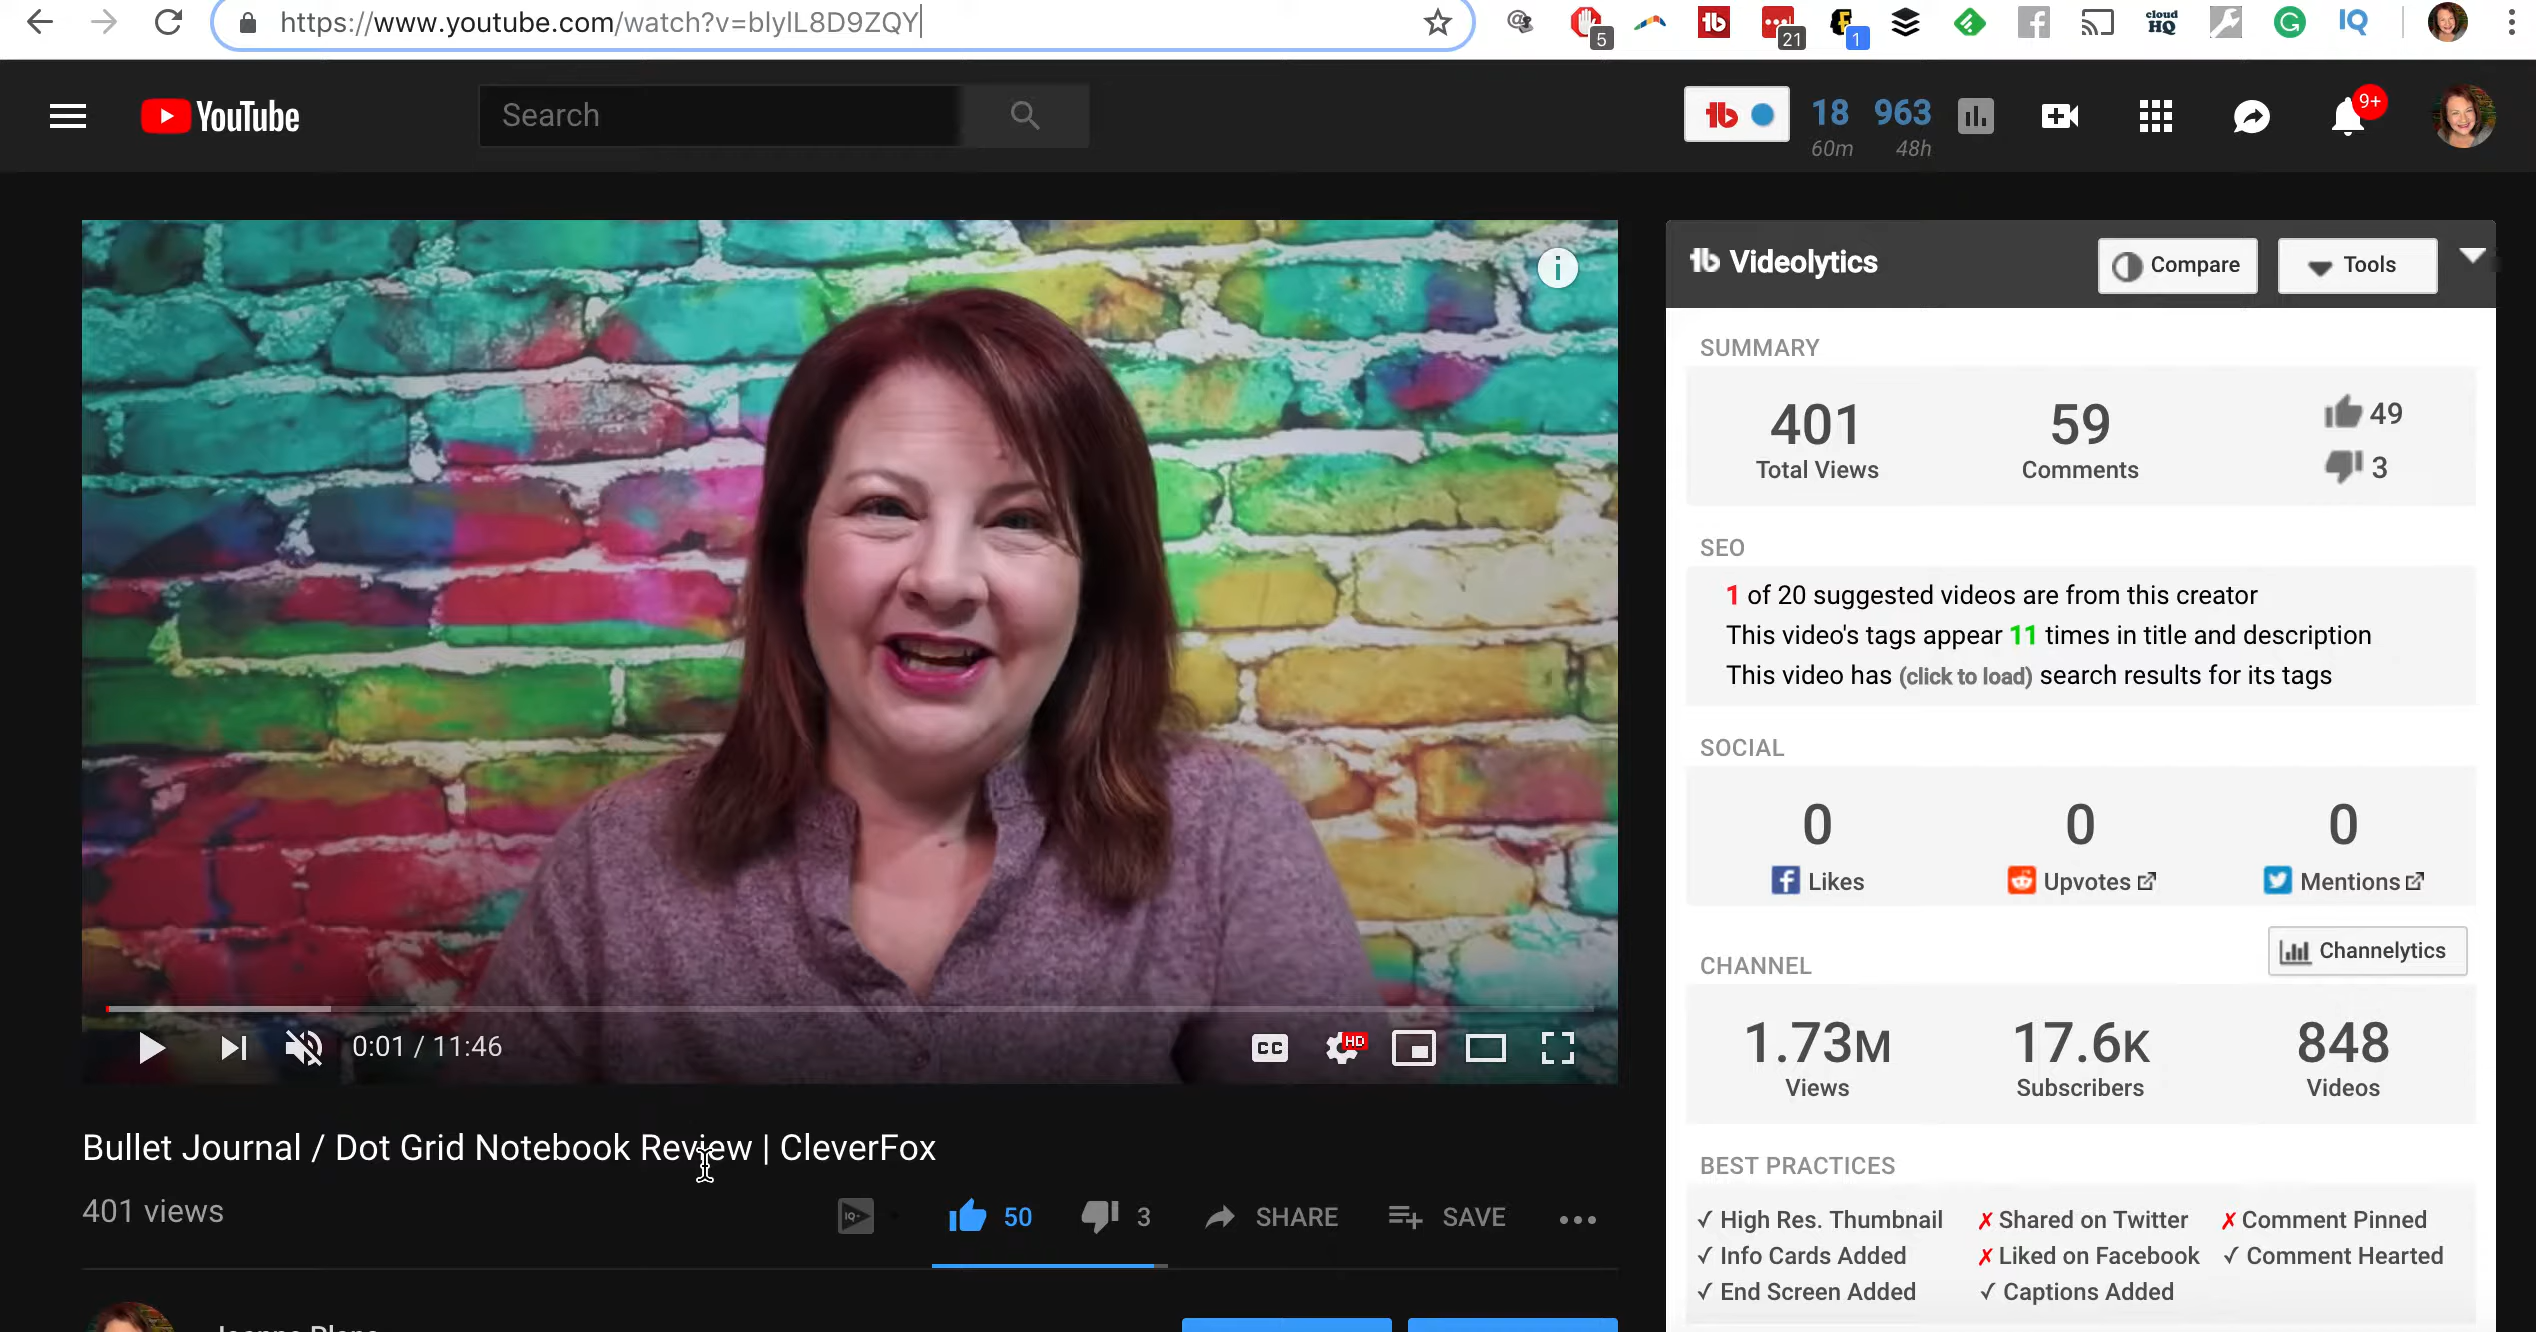 https://www.youtube.com/watch?v=blylL8D9ZQY
5
21
1
cloud HQ
IQ
YouTube
Search
18 963
60m 48h
9+
Videolytics
Compare
Tools
SUMMARY
401 59 49
Total Views Comments 3
SEO
1 of 20 suggested videos are from this creator
This video's tags appear 11 times in title and description
This video has (click to load) search results for its tags
SOCIAL
0 0 0
Likes Upvotes Mentions
CHANNEL
Channelytics
1.73M 17.6K 848
Views Subscribers Videos
BEST PRACTICES
✓ High Res. Thumbnail ✗ Shared on Twitter ✗ Comment Pinned
✓ Info Cards Added ✗ Liked on Facebook ✓ Comment Hearted
✓ End Screen Added ✓ Captions Added
0:01 / 11:46
CC
HD
Bullet Journal / Dot Grid Notebook Review | CleverFox
401 views
IQ+
50 3 SHARE SAVE